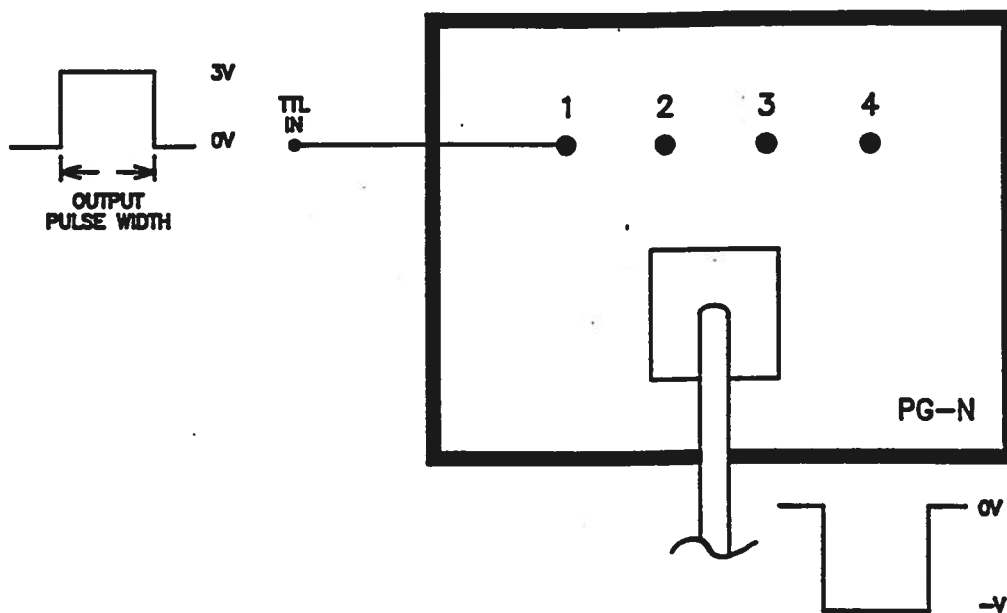 3V
0V
OUTPUT
PULSE WIDTH
TTL
IN
1 2 3 4
PG-N
0V
-V